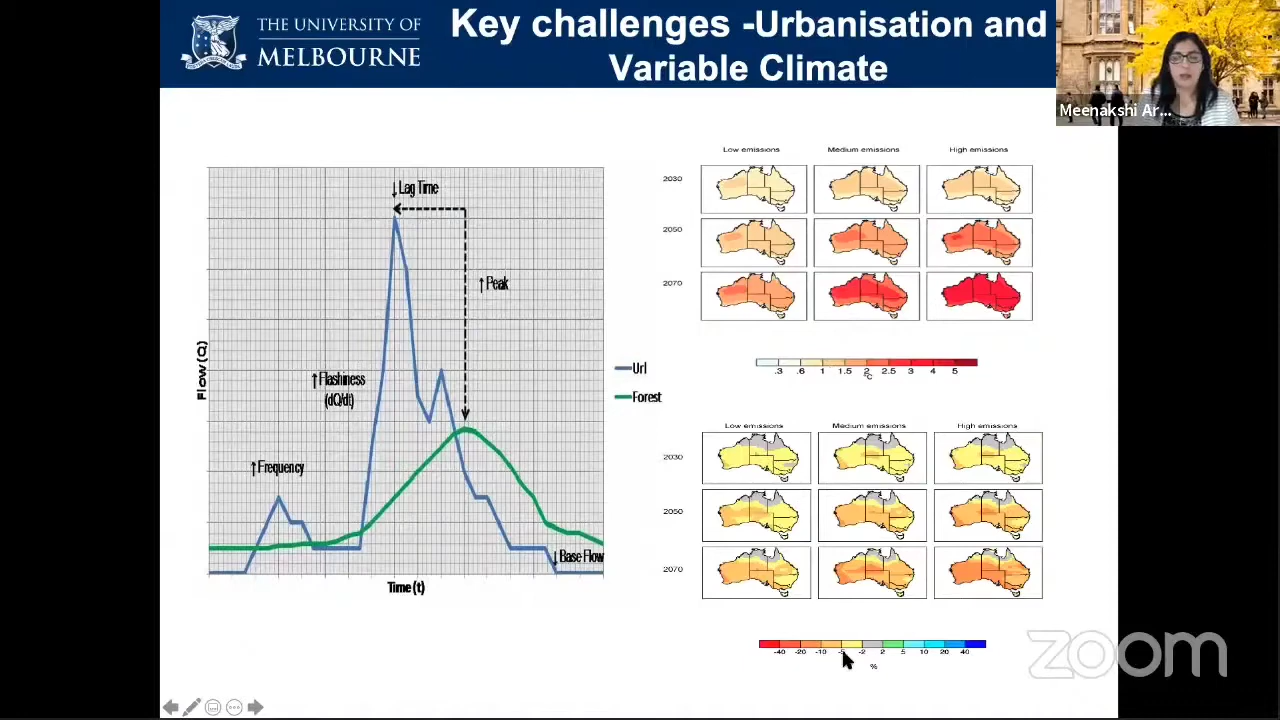 THE UNIVERSITY OF
MELBOURNE
Key challenges -Urbanisation and
Variable Climate
Meenakshi Ar...
↓ Lag Time
↑ Peak
↑ Flashiness
(dQ/dt)
↑ Frequency
↓ Base Flow
Flow (Q)
Time (t)
Url
Forest
Low emissions Medium emissions High emissions
2030
2050
2070
.3 .6 1 1.5 2 2.5 3 4 5
°C
Low emissions Medium emissions High emissions
2030
2050
2070
-40 -20 -10 -5 -2 2 5 10 20 40
%
zoom